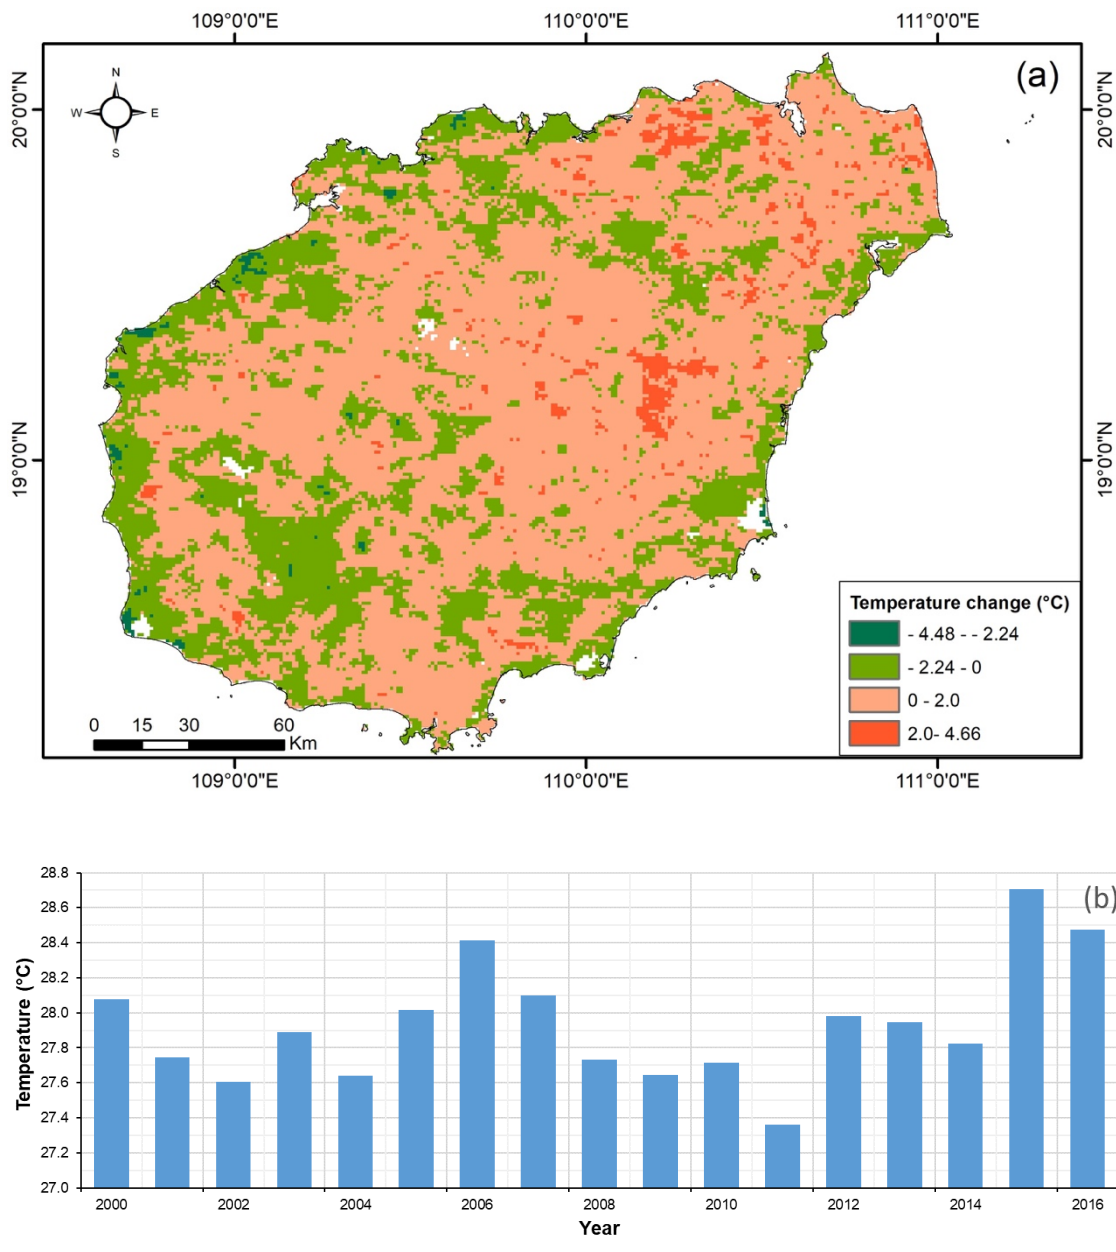 109°0'0"E 110°0'0"E 111°0'0"E
(a)
N
W E
S
20°0'0"N 20°0'0"N
19°0'0"N 19°0'0"N
Temperature change (°C)
- 4.48 - - 2.24
- 2.24 - 0
0 - 2.0
2.0- 4.66
0 15 30 60
Km
109°0'0"E 110°0'0"E 111°0'0"E
(b)
28.8
28.6
28.4
28.2
28.0
27.8
27.6
27.4
27.2
27.0
Temperature (°C)
2000 2002 2004 2006 2008 2010 2012 2014 2016
Year